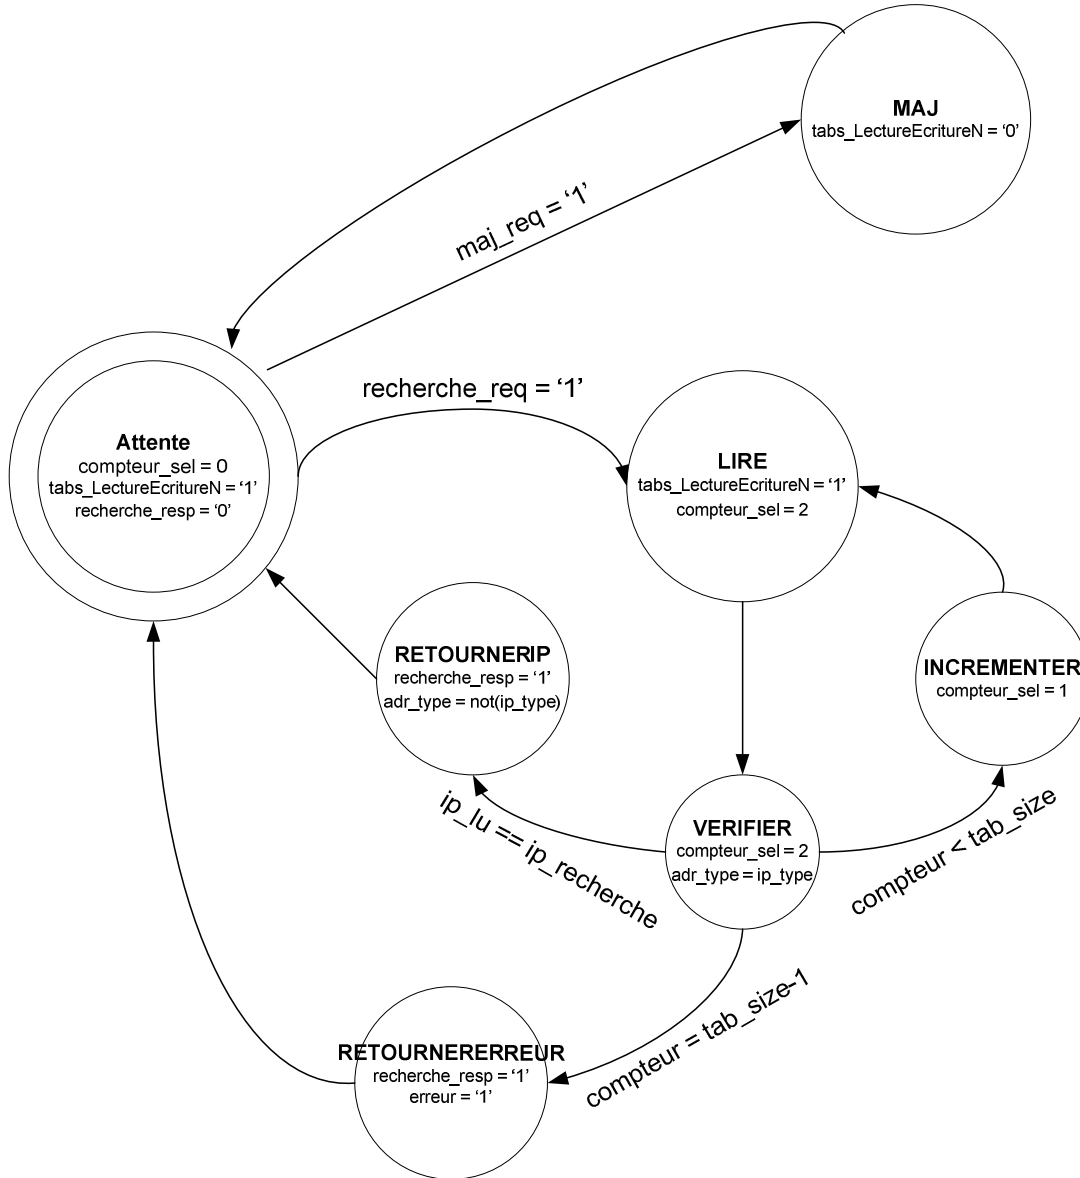 MAJ
tabs_LectureEcritureN = ‘0’
maj_req = ‘1’
recherche_req = ‘1’
Attente
compteur_sel = 0
tabs_LectureEcritureN = ‘1’
recherche_resp = ‘0’
LIRE
tabs_LectureEcritureN = ‘1’
compteur_sel = 2
RETOURNERIP
recherche_resp = ‘1’
adr_type = not(ip_type)
INCREMENTER
compteur_sel = 1
ip_lu == ip_recherche
VERIFIER
compteur_sel = 2
adr_type = ip_type
compteur < tab_size
compteur = tab_size-1
RETOURNERERREUR
recherche_resp = ‘1’
erreur = ‘1’